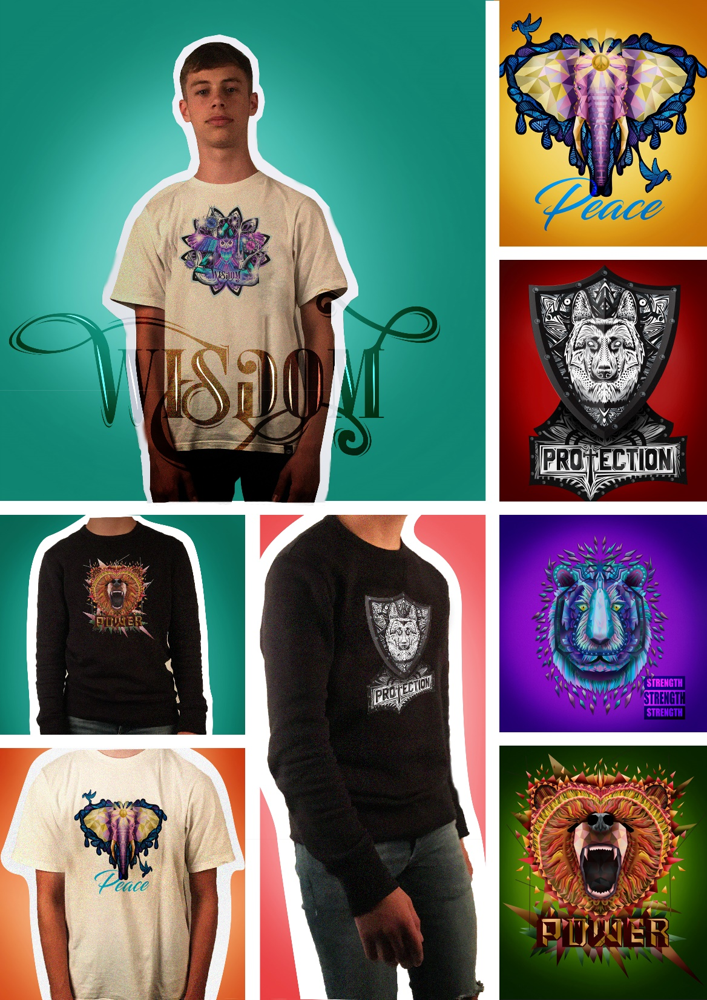 WISDOM
WISDOM
Peace
PROTECTION
POWER
PROTECTION
STRENGTH
STRENGTH
STRENGTH
Peace
POWER